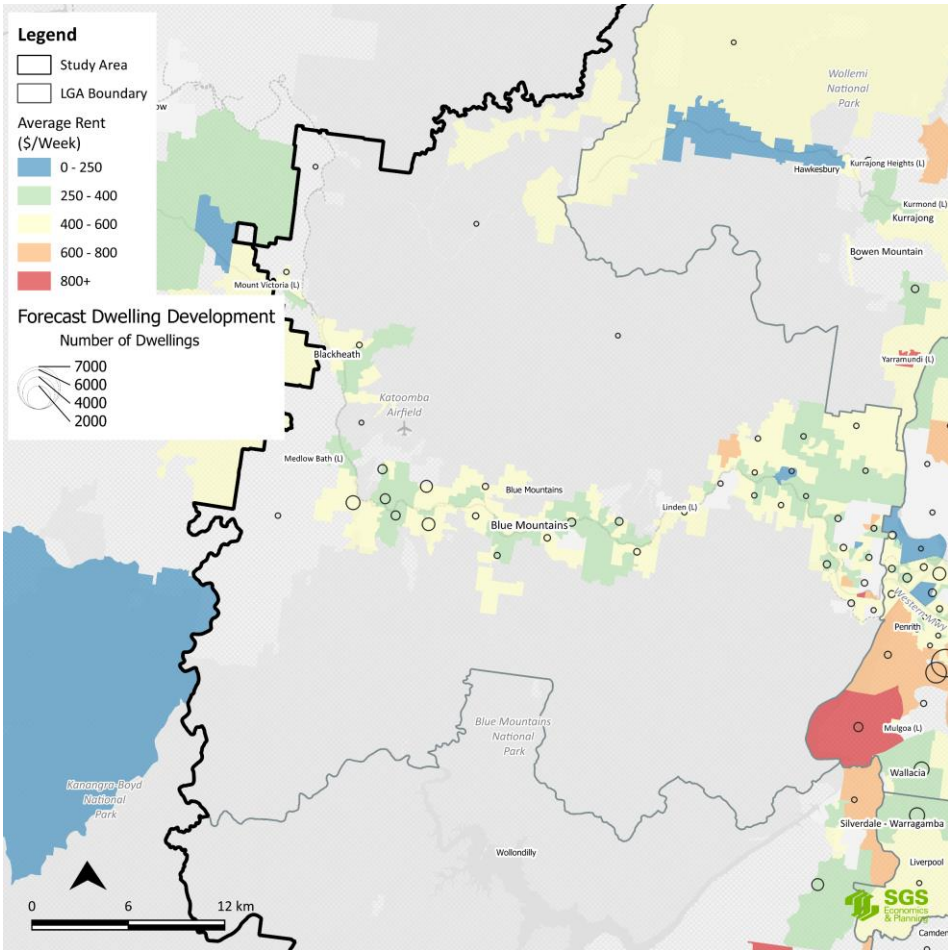 Legend
Study Area
LGA Boundary
Average Rent
($/Week)
0 - 250
250 - 400
400 - 600
600 - 800
800+
Forecast Dwelling Development
Number of Dwellings
7000
6000
4000
2000
ow
Wollemi
National
Park
Hawkesbury
Kurrajong Heights (L)
Kurmond (L)
Kurrajong
Bowen Mountain
Mount Victoria (L)
Blackheath
Yarramundi (L)
Katoomba
Airfield
Medlow Bath (L)
Blue Mountains
Linden (L)
Blue Mountains
Western Mwy
Penrith
Blue Mountains
National
Park
Mulgoa (L)
Wallacia
Kanangra-Boyd
National
Park
Silverdale - Warragamba
Wollondilly
Liverpool
0 6 12 km
SGS
Economics
& Planning
Camden